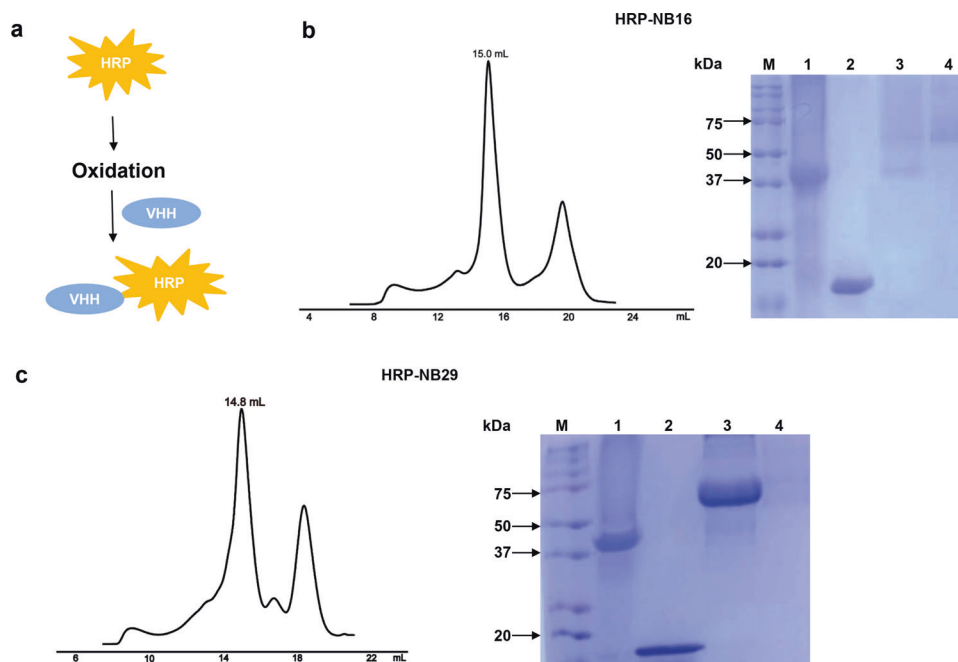 a
HRP
Oxidation
VHH
VHH
HRP
b
HRP-NB16
15.0 mL
4 8 12 16 20 24 mL
kDa M 1 2 3 4
75
50
37
20
c
HRP-NB29
14.8 mL
6 10 14 18 22 mL
kDa M 1 2 3 4
75
50
37
20